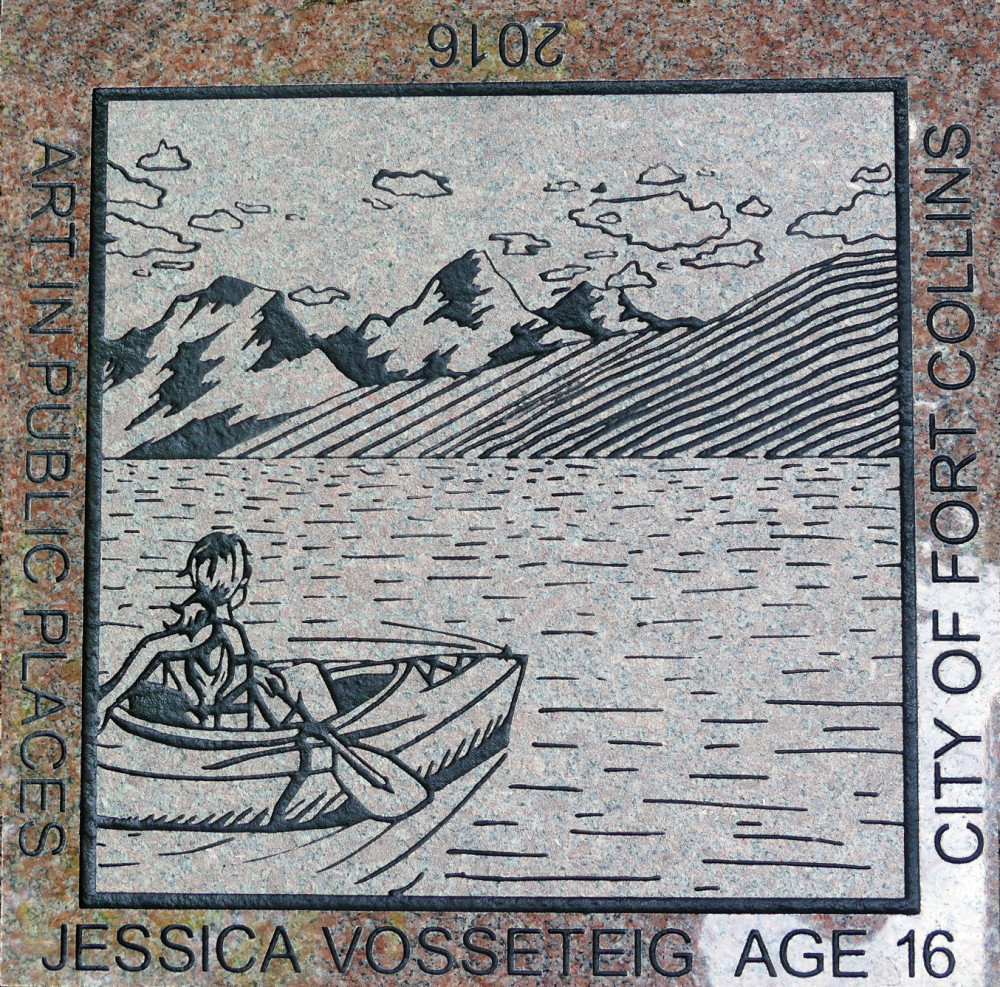 2016
ART IN PUBLIC PLACES
CITY OF FORT COLLINS
JESSICA VOSSETEIG AGE 16